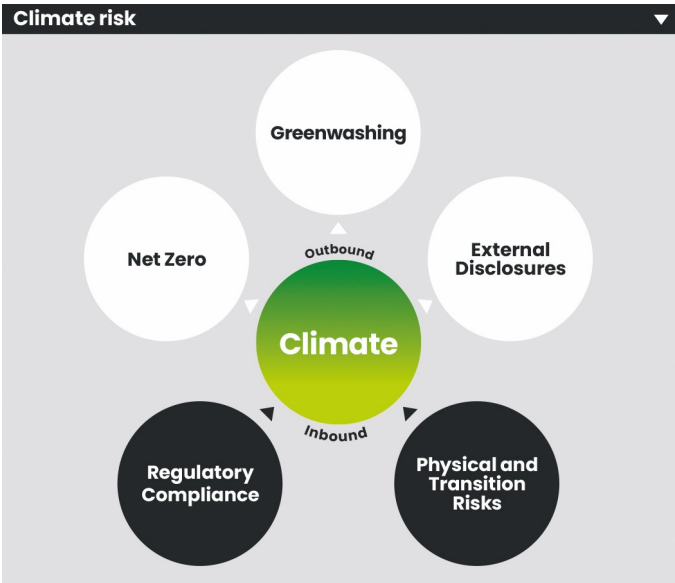 Climate risk
Greenwashing
Net Zero
Outbound
External
Disclosures
Climate
Inbound
Regulatory
Compliance
Physical and
Transition
Risks